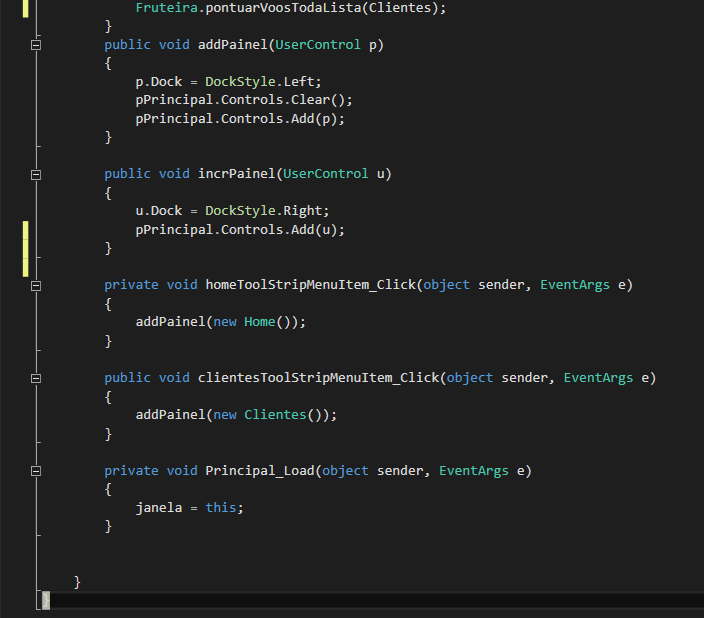 Fruteira.pontuarVoosTodaLista(Clientes);
}
public void addPainel(UserControl p)
{
p.Dock = DockStyle.Left;
pPrincipal.Controls.Clear();
pPrincipal.Controls.Add(p);
}
public void incrPainel(UserControl u)
{
u.Dock = DockStyle.Right;
pPrincipal.Controls.Add(u);
}
private void homeToolStripMenuItem_Click(object sender, EventArgs e)
{
addPainel(new Home());
}
public void clientesToolStripMenuItem_Click(object sender, EventArgs e)
{
addPainel(new Clientes());
}
private void Principal_Load(object sender, EventArgs e)
{
janela = this;
}
}
}